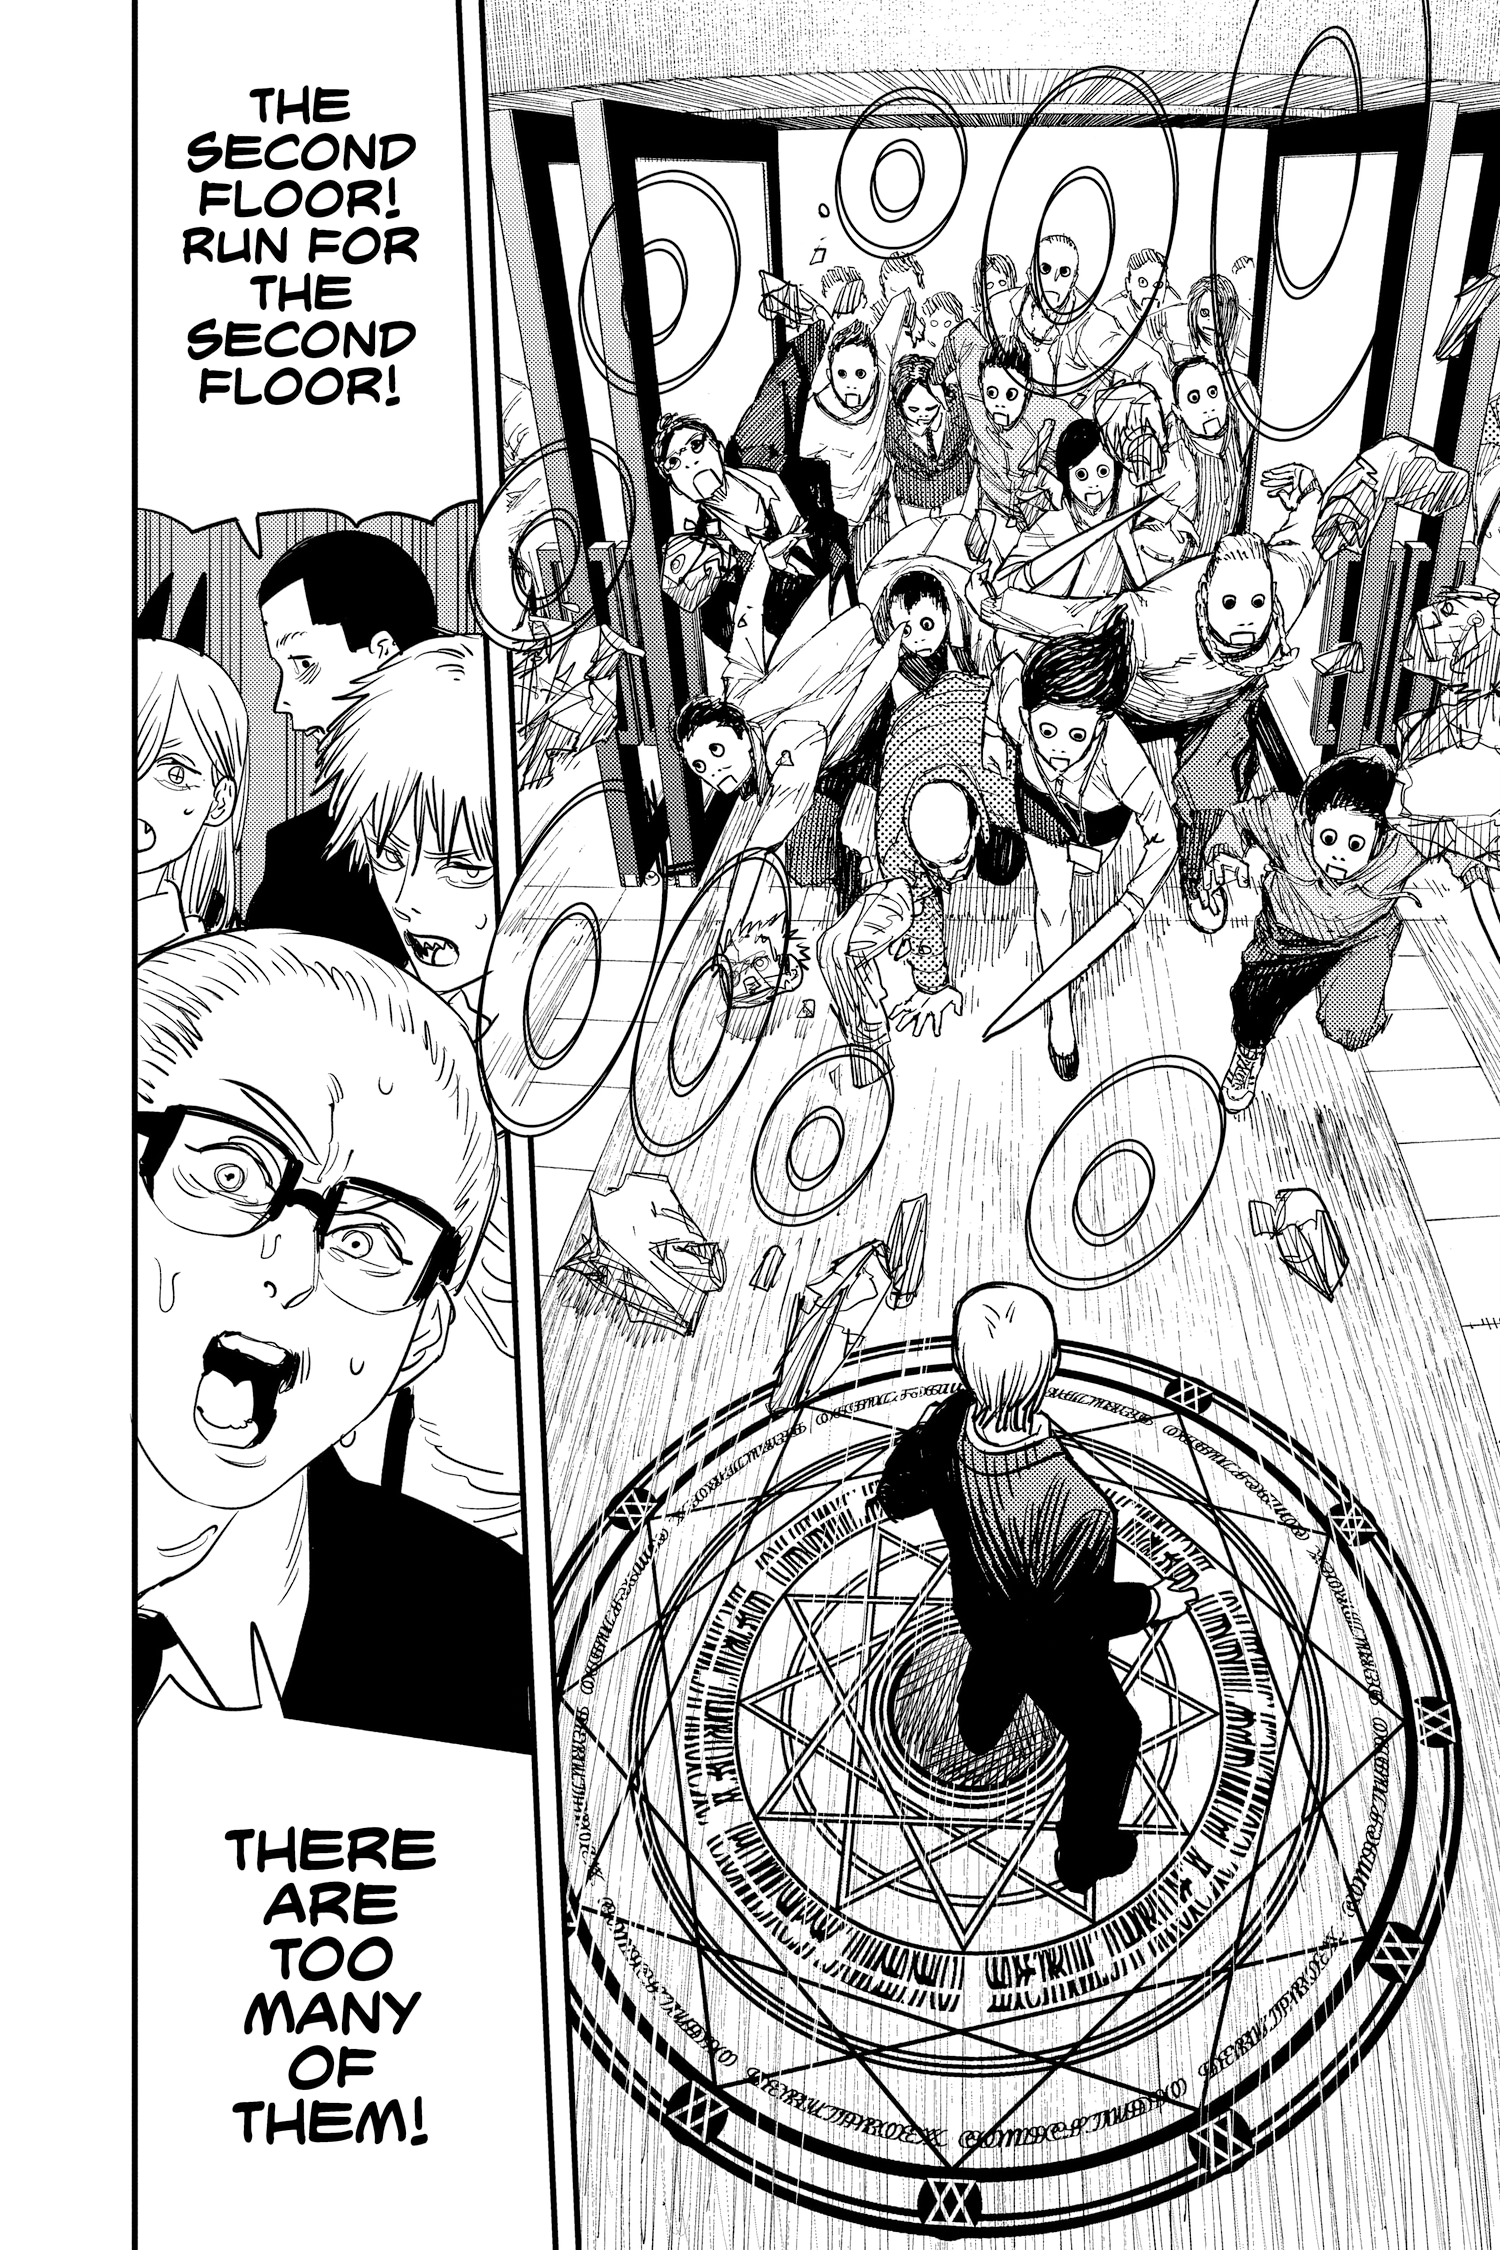 THE
SECOND
FLOOR!
RUN FOR
THE
SECOND
FLOOR!
THERE
ARE
TOO
MANY
OF
THEM!